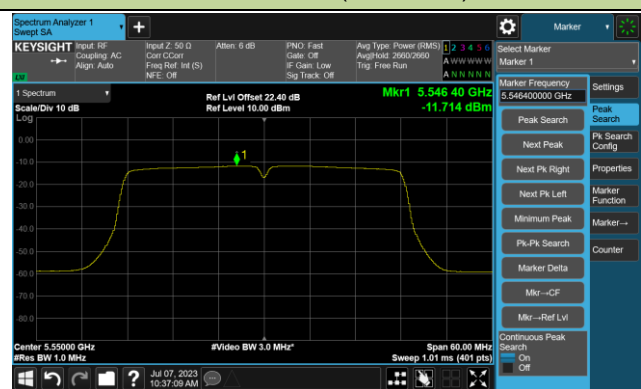 Spectrum Analyzer 1
Swept SA
Marker
KEYSIGHT
Input: RF
Coupling: AC
Align: Auto
Input Z: 50 Ω
Corr CCorr
Freq Ref: Int (S)
NFE: Off
Atten: 6 dB
PNO: Fast
Gate: Off
IF Gain: Low
Sig Track: Off
Avg Type: Power (RMS)
Avg|Hold: 2660/2660
Trig: Free Run
1 2 3 4 5 6
A W W W W W
A N N N N N
Select Marker
Marker 1
LW
1 Spectrum
Scale/Div 10 dB
Log
Ref Lvl Offset 22.40 dB
Ref Level 10.00 dBm
Mkr1 5.546 40 GHz
-11.714 dBm
1
0.00
-10.0
-20.0
-30.0
-40.0
-50.0
-60.0
-70.0
-80.0
Center 5.55000 GHz
#Res BW 1.0 MHz
#Video BW 3.0 MHz*
Span 60.00 MHz
Sweep 1.01 ms (401 pts)
Marker Frequency
5.546400000 GHz
Peak Search
Next Peak
Next Pk Right
Next Pk Left
Minimum Peak
Pk-Pk Search
Marker Delta
Mkr→CF
Mkr→Ref Lvl
Continuous Peak
Search
On
Off
Settings
Peak
Search
Pk Search
Config
Properties
Marker
Function
Marker→
Counter
Jul 07, 2023
10:37:09 AM